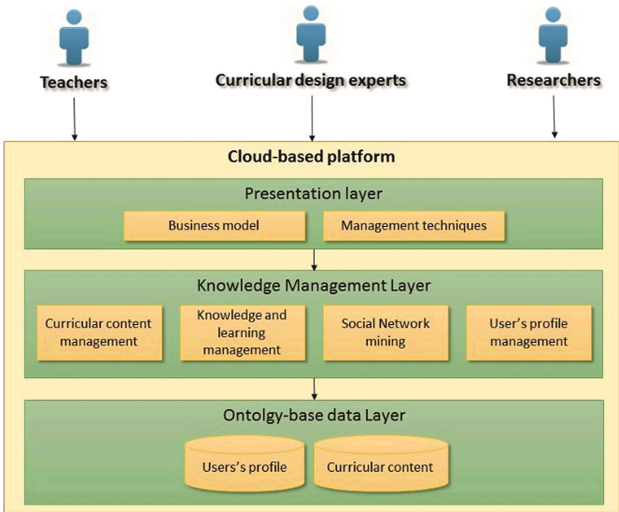 Teachers
Curricular design experts
Researchers
Cloud-based platform
Presentation layer
Business model
Management techniques
Knowledge Management Layer
Curricular content
management
Knowledge and
learning
management
Social Network
mining
User's profile
management
Ontolgy-base data Layer
Users's profile
Curricular content